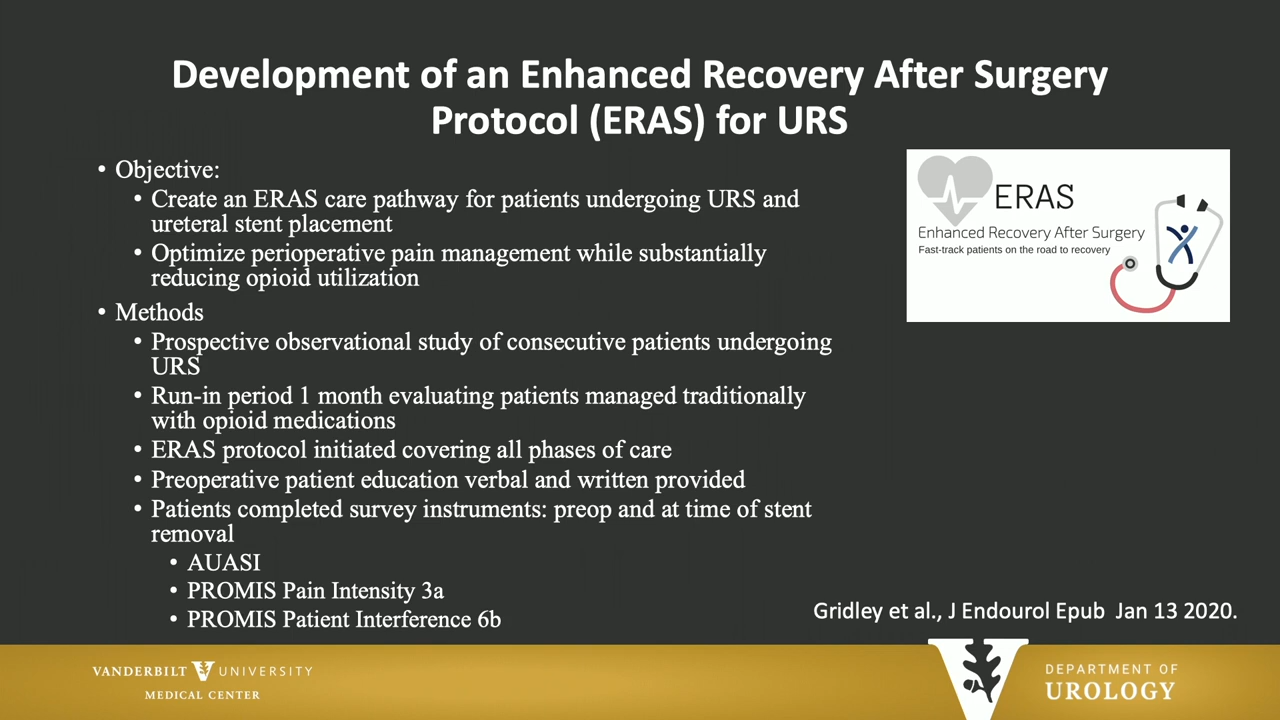 Development of an Enhanced Recovery After Surgery
Protocol (ERAS) for URS
• Objective:
• Create an ERAS care pathway for patients undergoing URS and
ureteral stent placement
• Optimize perioperative pain management while substantially
reducing opioid utilization
• Methods
• Prospective observational study of consecutive patients undergoing
URS
• Run-in period 1 month evaluating patients managed traditionally
with opioid medications
• ERAS protocol initiated covering all phases of care
• Preoperative patient education verbal and written provided
• Patients completed survey instruments: preop and at time of stent
removal
• AUASI
• PROMIS Pain Intensity 3a
• PROMIS Patient Interference 6b
ERAS
Enhanced Recovery After Surgery
Fast-track patients on the road to recovery
Gridley et al., J Endourol Epub Jan 13 2020.
VANDERBILT UNIVERSITY
MEDICAL CENTER
DEPARTMENT OF
UROLOGY